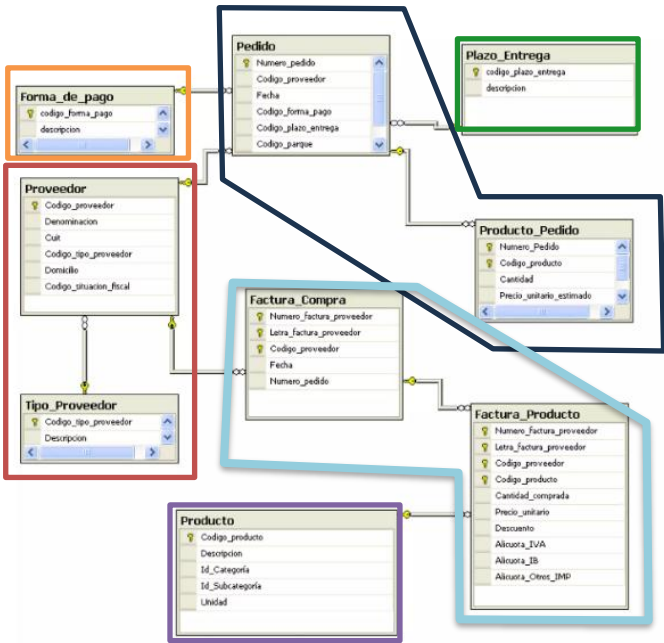 Pedido
Numero_pedido
Codigo_proveedor
Fecha
Codigo_forma_pago
Codigo_plazo_entrega
Codigo_parque
Plazo_Entrega
codigo_plazo_entrega
descripcion
Forma_de_pago
codigo_forma_pago
descripcion
Proveedor
Codigo_proveedor
Denominacion
Cuit
Codigo_tipo_proveedor
Domicilio
Codigo_situacion_fiscal
Producto_Pedido
Numero_Pedido
Codigo_producto
Cantidad
Precio_unitario_estimado
Factura_Compra
Numero_factura_proveedor
Letra_factura_proveedor
Codigo_proveedor
Fecha
Numero_pedido
Tipo_Proveedor
Codigo_tipo_proveedor
Descripcion
Factura_Producto
Numero_factura_proveedor
Letra_factura_proveedor
Codigo_proveedor
Codigo_producto
Cantidad_comprada
Precio_unitario
Descuento
Alicuota_IVA
Alicuota_IB
Alicuota_Otros_IMP
Producto
Codigo_producto
Descripcion
Id_Categoría
Id_Subcategoría
Unidad